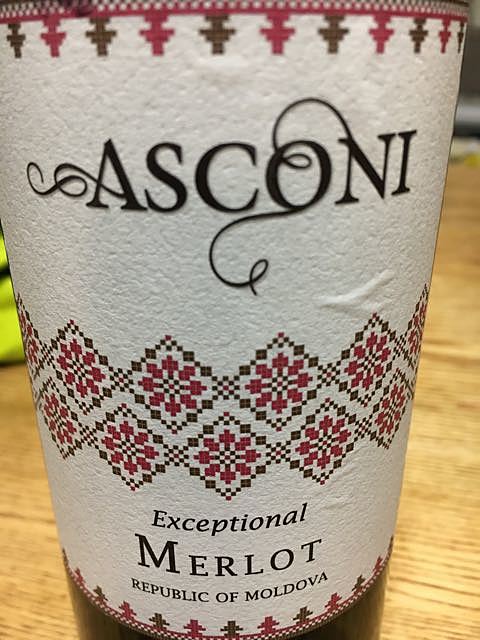 ASCONI
Exceptional
MERLOT
REPUBLIC OF MOLDOVA